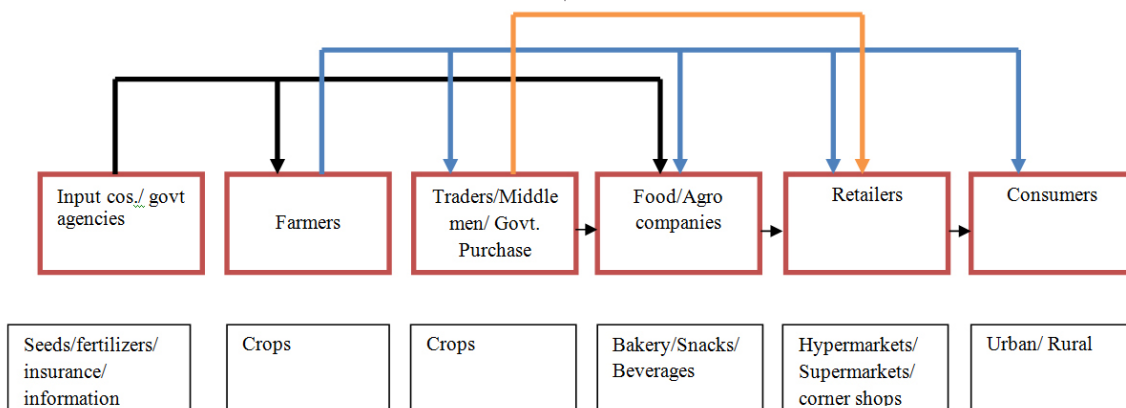 Input cos./ govt
agencies
Farmers
Traders/Middle
men/ Govt.
Purchase
Food/Agro
companies
Retailers
Consumers
Seeds/fertilizers/
insurance/
information
Crops
Crops
Bakery/Snacks/
Beverages
Hypermarkets/
Supermarkets/
corner shops
Urban/ Rural